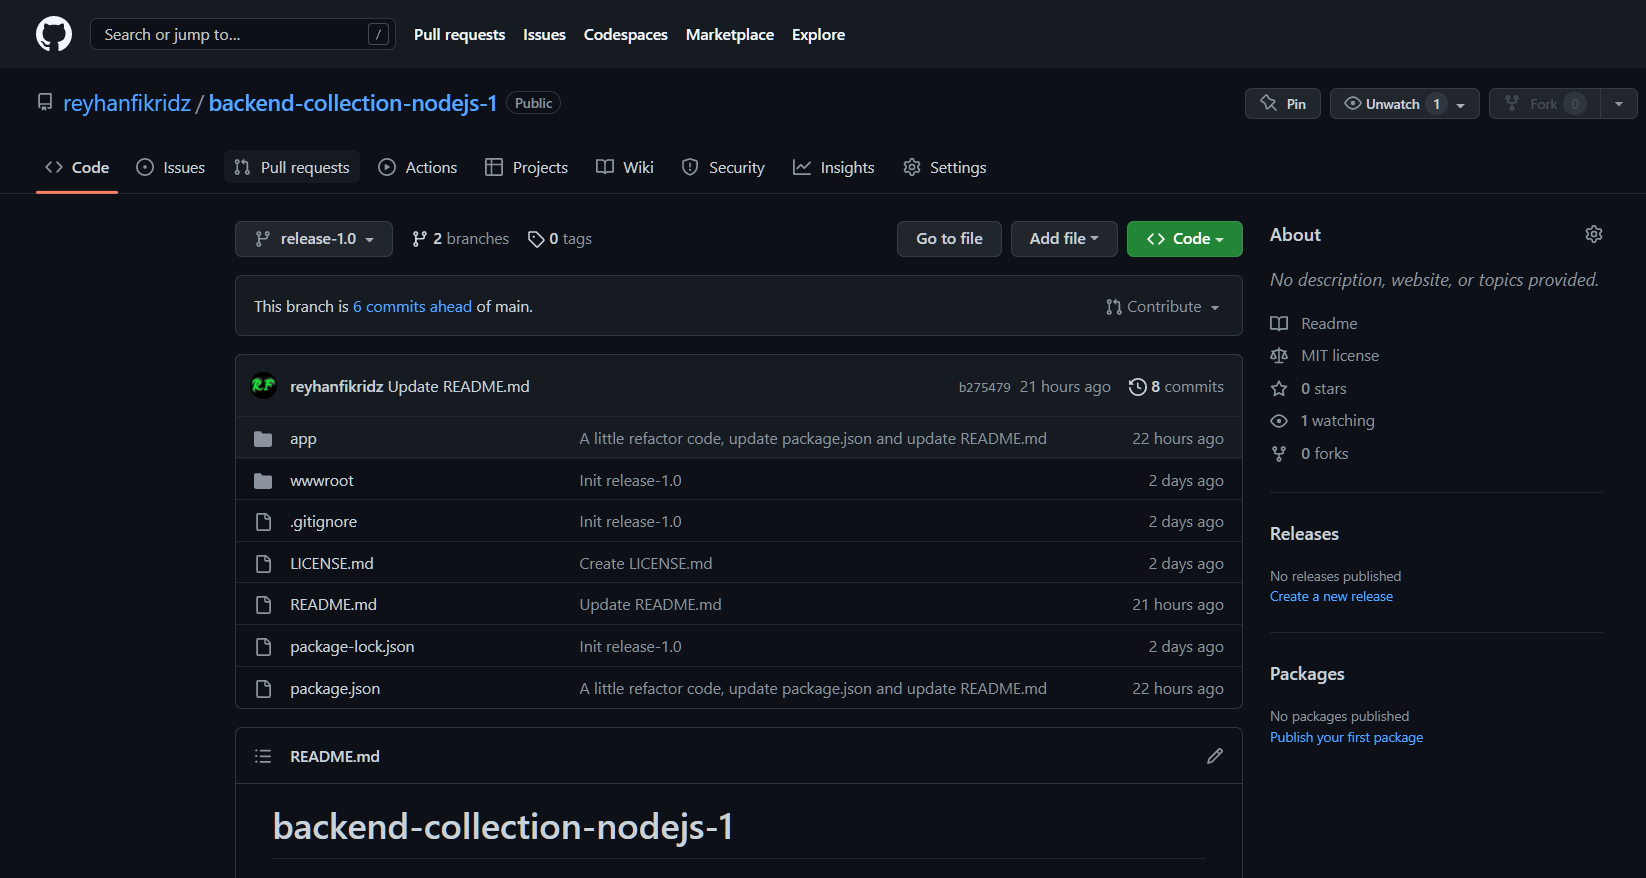 Search or jump to... /
Pull requests Issues Codespaces Marketplace Explore
reyhanfikridz / backend-collection-nodejs-1 Public
Pin Unwatch 1 Fork 0
Code Issues Pull requests Actions Projects Wiki Security Insights Settings
release-1.0 2 branches 0 tags Go to file Add file Code
This branch is 6 commits ahead of main. Contribute
RF reyhanfikridz Update README.md b275479 21 hours ago 8 commits
app A little refactor code, update package.json and update README.md 22 hours ago
wwwroot Init release-1.0 2 days ago
.gitignore Init release-1.0 2 days ago
LICENSE.md Create LICENSE.md 2 days ago
README.md Update README.md 21 hours ago
package-lock.json Init release-1.0 2 days ago
package.json A little refactor code, update package.json and update README.md 22 hours ago
README.md
backend-collection-nodejs-1
About
No description, website, or topics provided.
Readme
MIT license
0 stars
1 watching
0 forks
Releases
No releases published
Create a new release
Packages
No packages published
Publish your first package